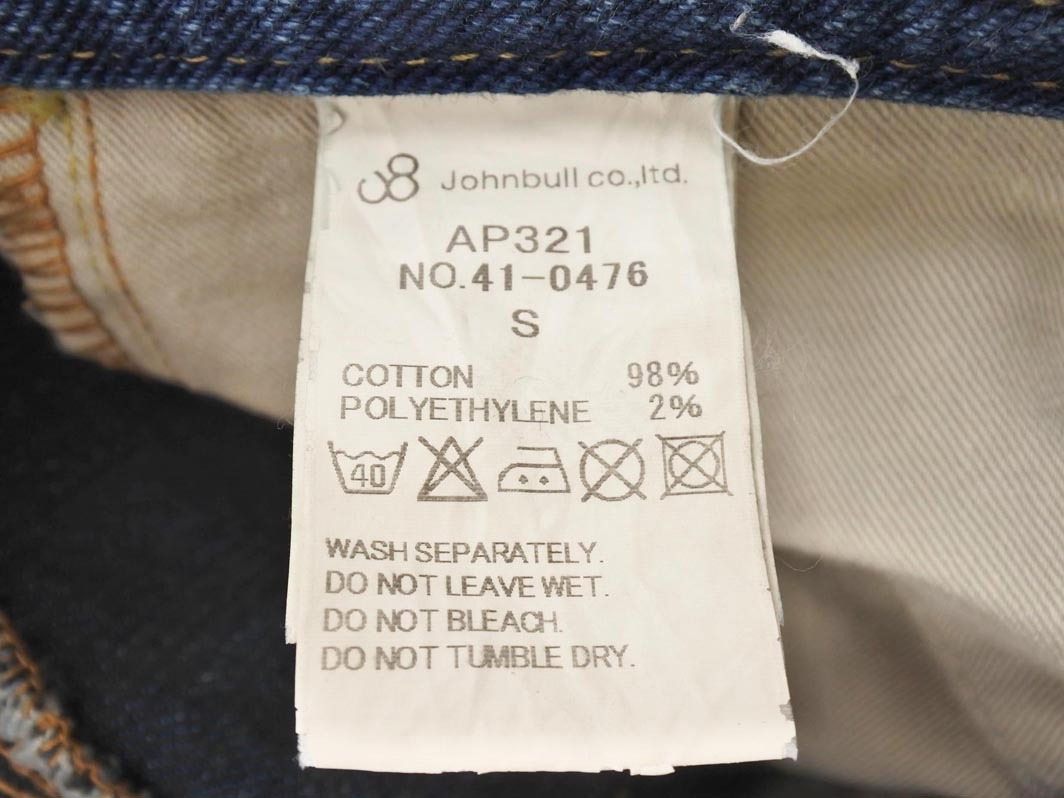 Johnbull co.,ltd.
AP321
NO.41-0476
S
COTTON 98%
POLYETHYLENE 2%
40
WASH SEPARATELY.
DO NOT LEAVE WET.
DO NOT BLEACH.
DO NOT TUMBLE DRY.